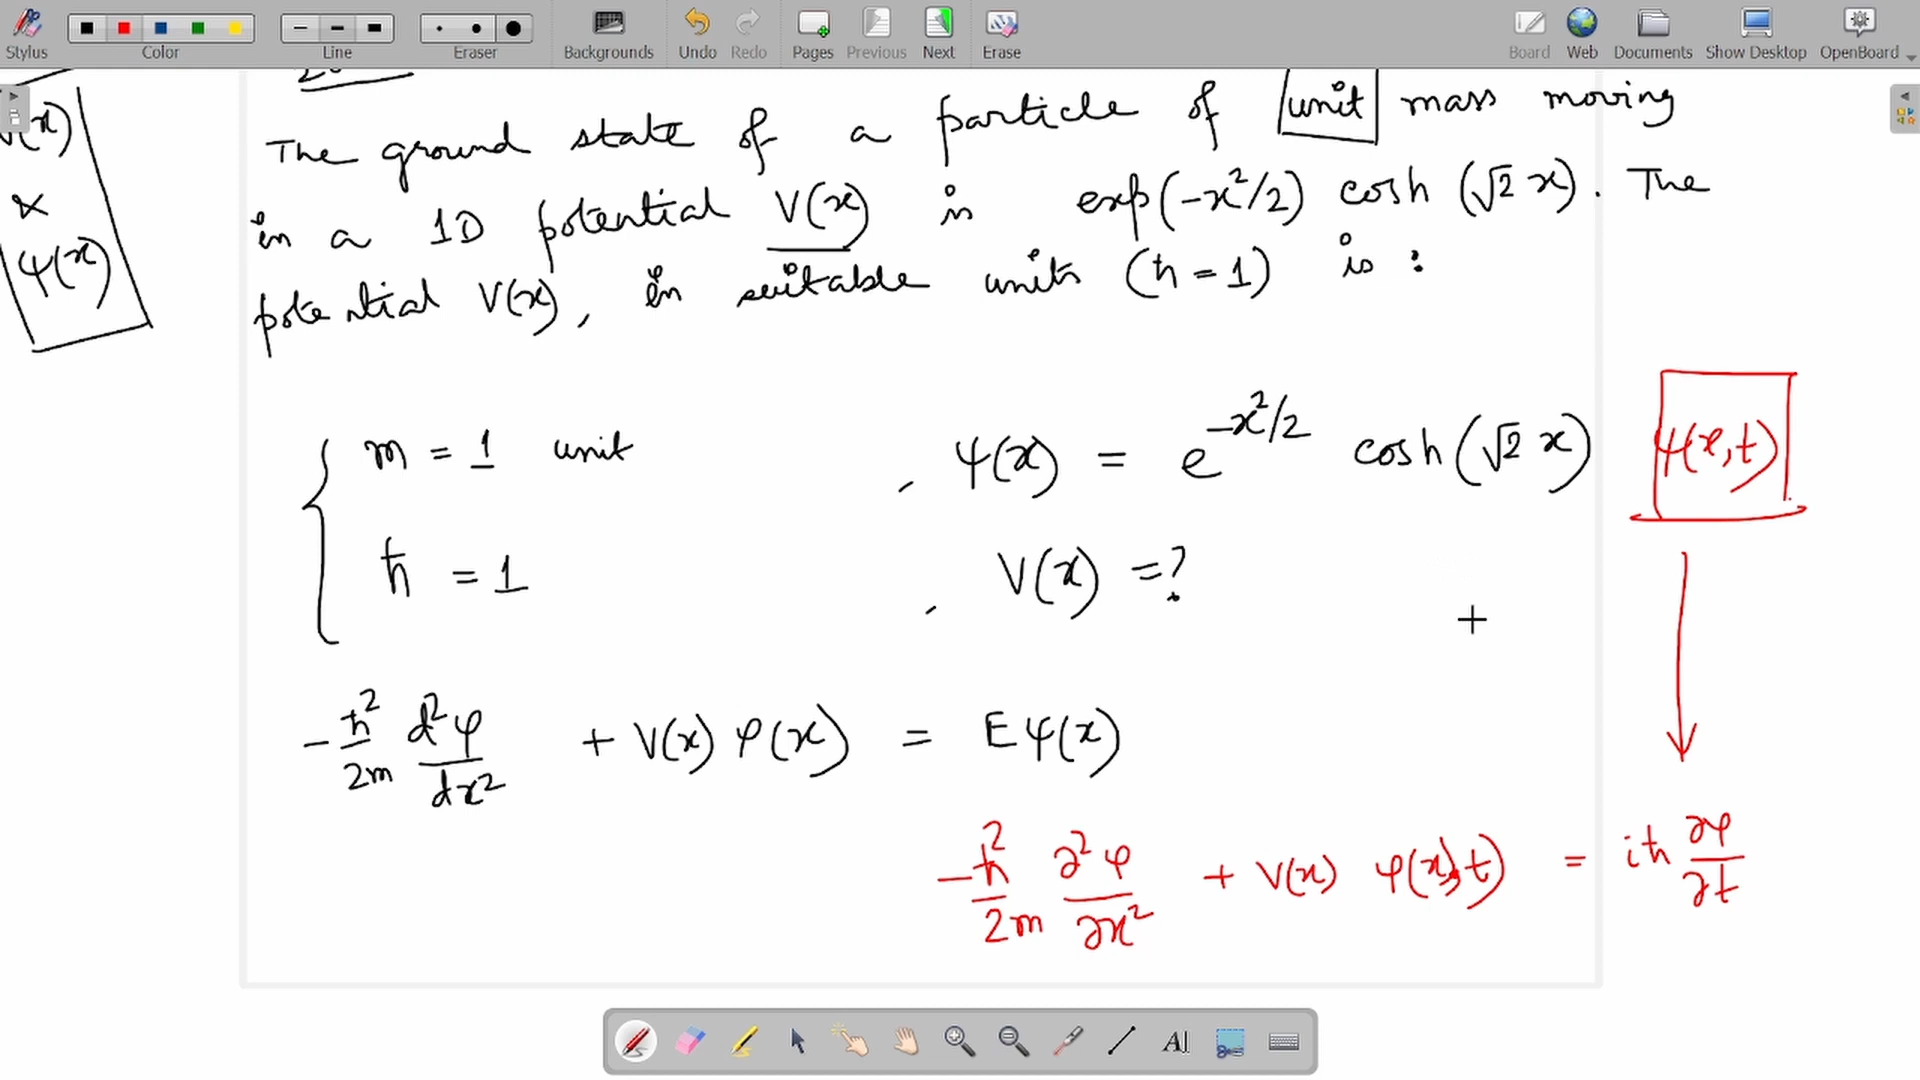 Stylus
Color
Line
Eraser
Backgrounds
Undo
Redo
Pages
Previous
Next
Erase
Board
Web
Documents
Show Desktop
OpenBoard
The ground state of a particle of unit mass moving
in a 1D potential V(x) is exp(-x²/2) cosh (√2 x). The
potential V(x), in suitable units (ħ = 1) is :
ψ(x)
m = 1 unit
, ψ(x) = e^{-x²/2} cosh(√2 x)
ψ(x,t)
ħ = 1
, V(x) = ?
-ħ²/2m d²ψ/dx² + V(x) ψ(x) = Eψ(x)
-ħ²/2m ∂²ψ/∂x² + V(x) ψ(x,t) = iħ ∂ψ/∂t
AI